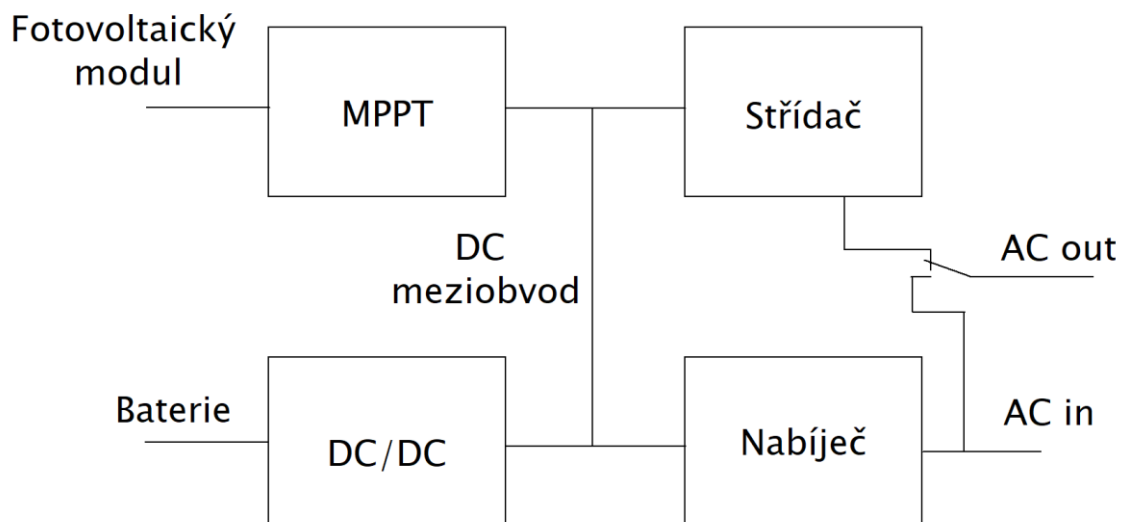 Fotovoltaický
modul
MPPT
Střídač
DC
meziobvod
AC out
Baterie
DC/DC
Nabíječ
AC in